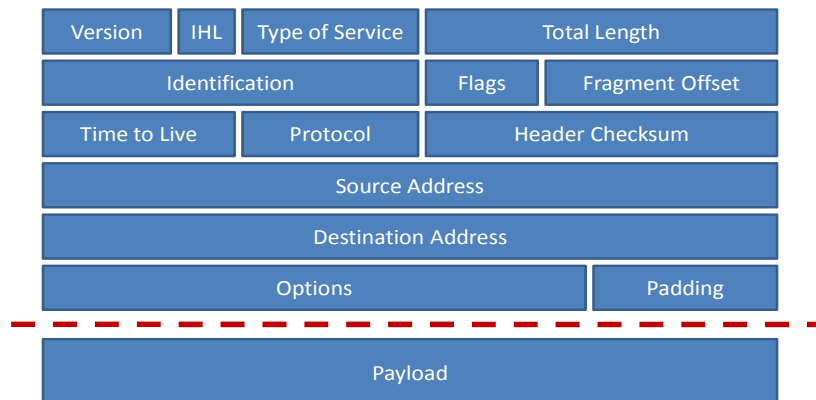 Version IHL Type of Service Total Length
Identification Flags Fragment Offset
Time to Live Protocol Header Checksum
Source Address
Destination Address
Options Padding
Payload